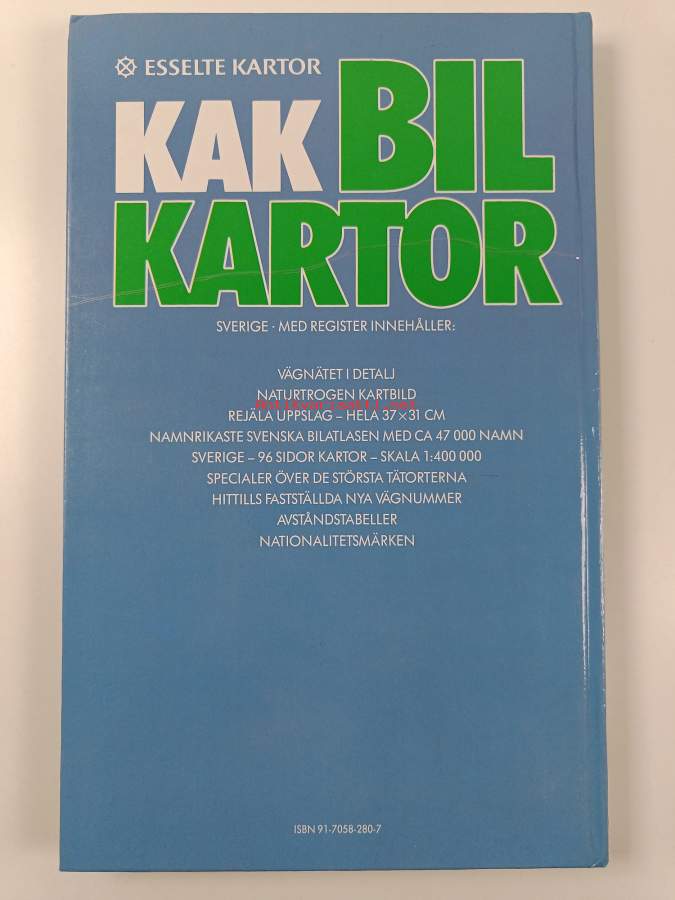 ESSELTE KARTOR
KAK BIL
KARTOR
SVERIGE · MED REGISTER INNEHÅLLER:
VÄGNÄTET I DETALJ
NATURTROGEN KARTBILD
Antikvariaatti.net
REJÄLA UPPSLAG – HELA 37 × 31 CM
NAMNRIKASTE SVENSKA BILATLASEN MED CA 47 000 NAMN
SVERIGE – 96 SIDOR KARTOR – SKALA 1:400 000
SPECIALER ÖVER DE STÖRSTA TÄTORTERNA
HITTILLS FASTSTÄLLDA NYA VÄGNUMMER
AVSTÅNDSTABELLER
NATIONALITETSMÄRKEN
ISBN 91-7058-280-7